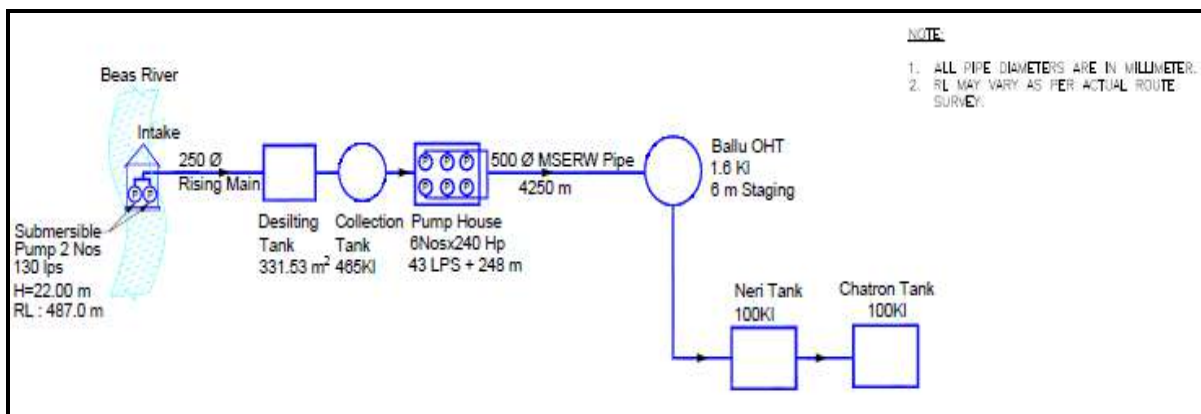 NOTE:
1. ALL PIPE DIAMETERS ARE IN MILLIMETER.
2. RL MAY VARY AS PER ACTUAL ROUTE
SURVEY.
Beas River
Intake
250 Ø
Rising Main
Submersible
Pump 2 Nos
130 lps
H=22.00 m
RL : 487.0 m
Desilting
Tank
331.53 m²
Collection
Tank
465Kl
P P P
P P P
P P
Pump House
6Nosx240 Hp
43 LPS + 248 m
500 Ø MSERW Pipe
4250 m
Ballu OHT
1.6 Kl
6 m Staging
Neri Tank
100Kl
Chatron Tank
100Kl